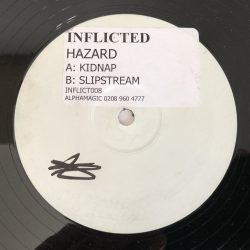 INFLICTED
HAZARD
A: KIDNAP
B: SLIPSTREAM
INFLICT008
ALPHAMAGIC 0208 960 4777